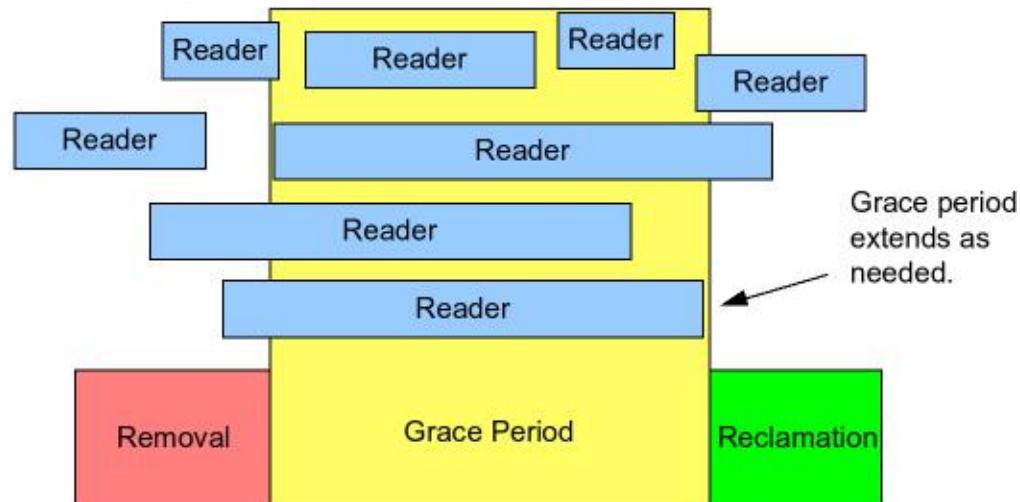 Reader
Reader
Reader
Reader
Reader
Reader
Reader
Reader
Grace period
extends as
needed.
Removal
Grace Period
Reclamation